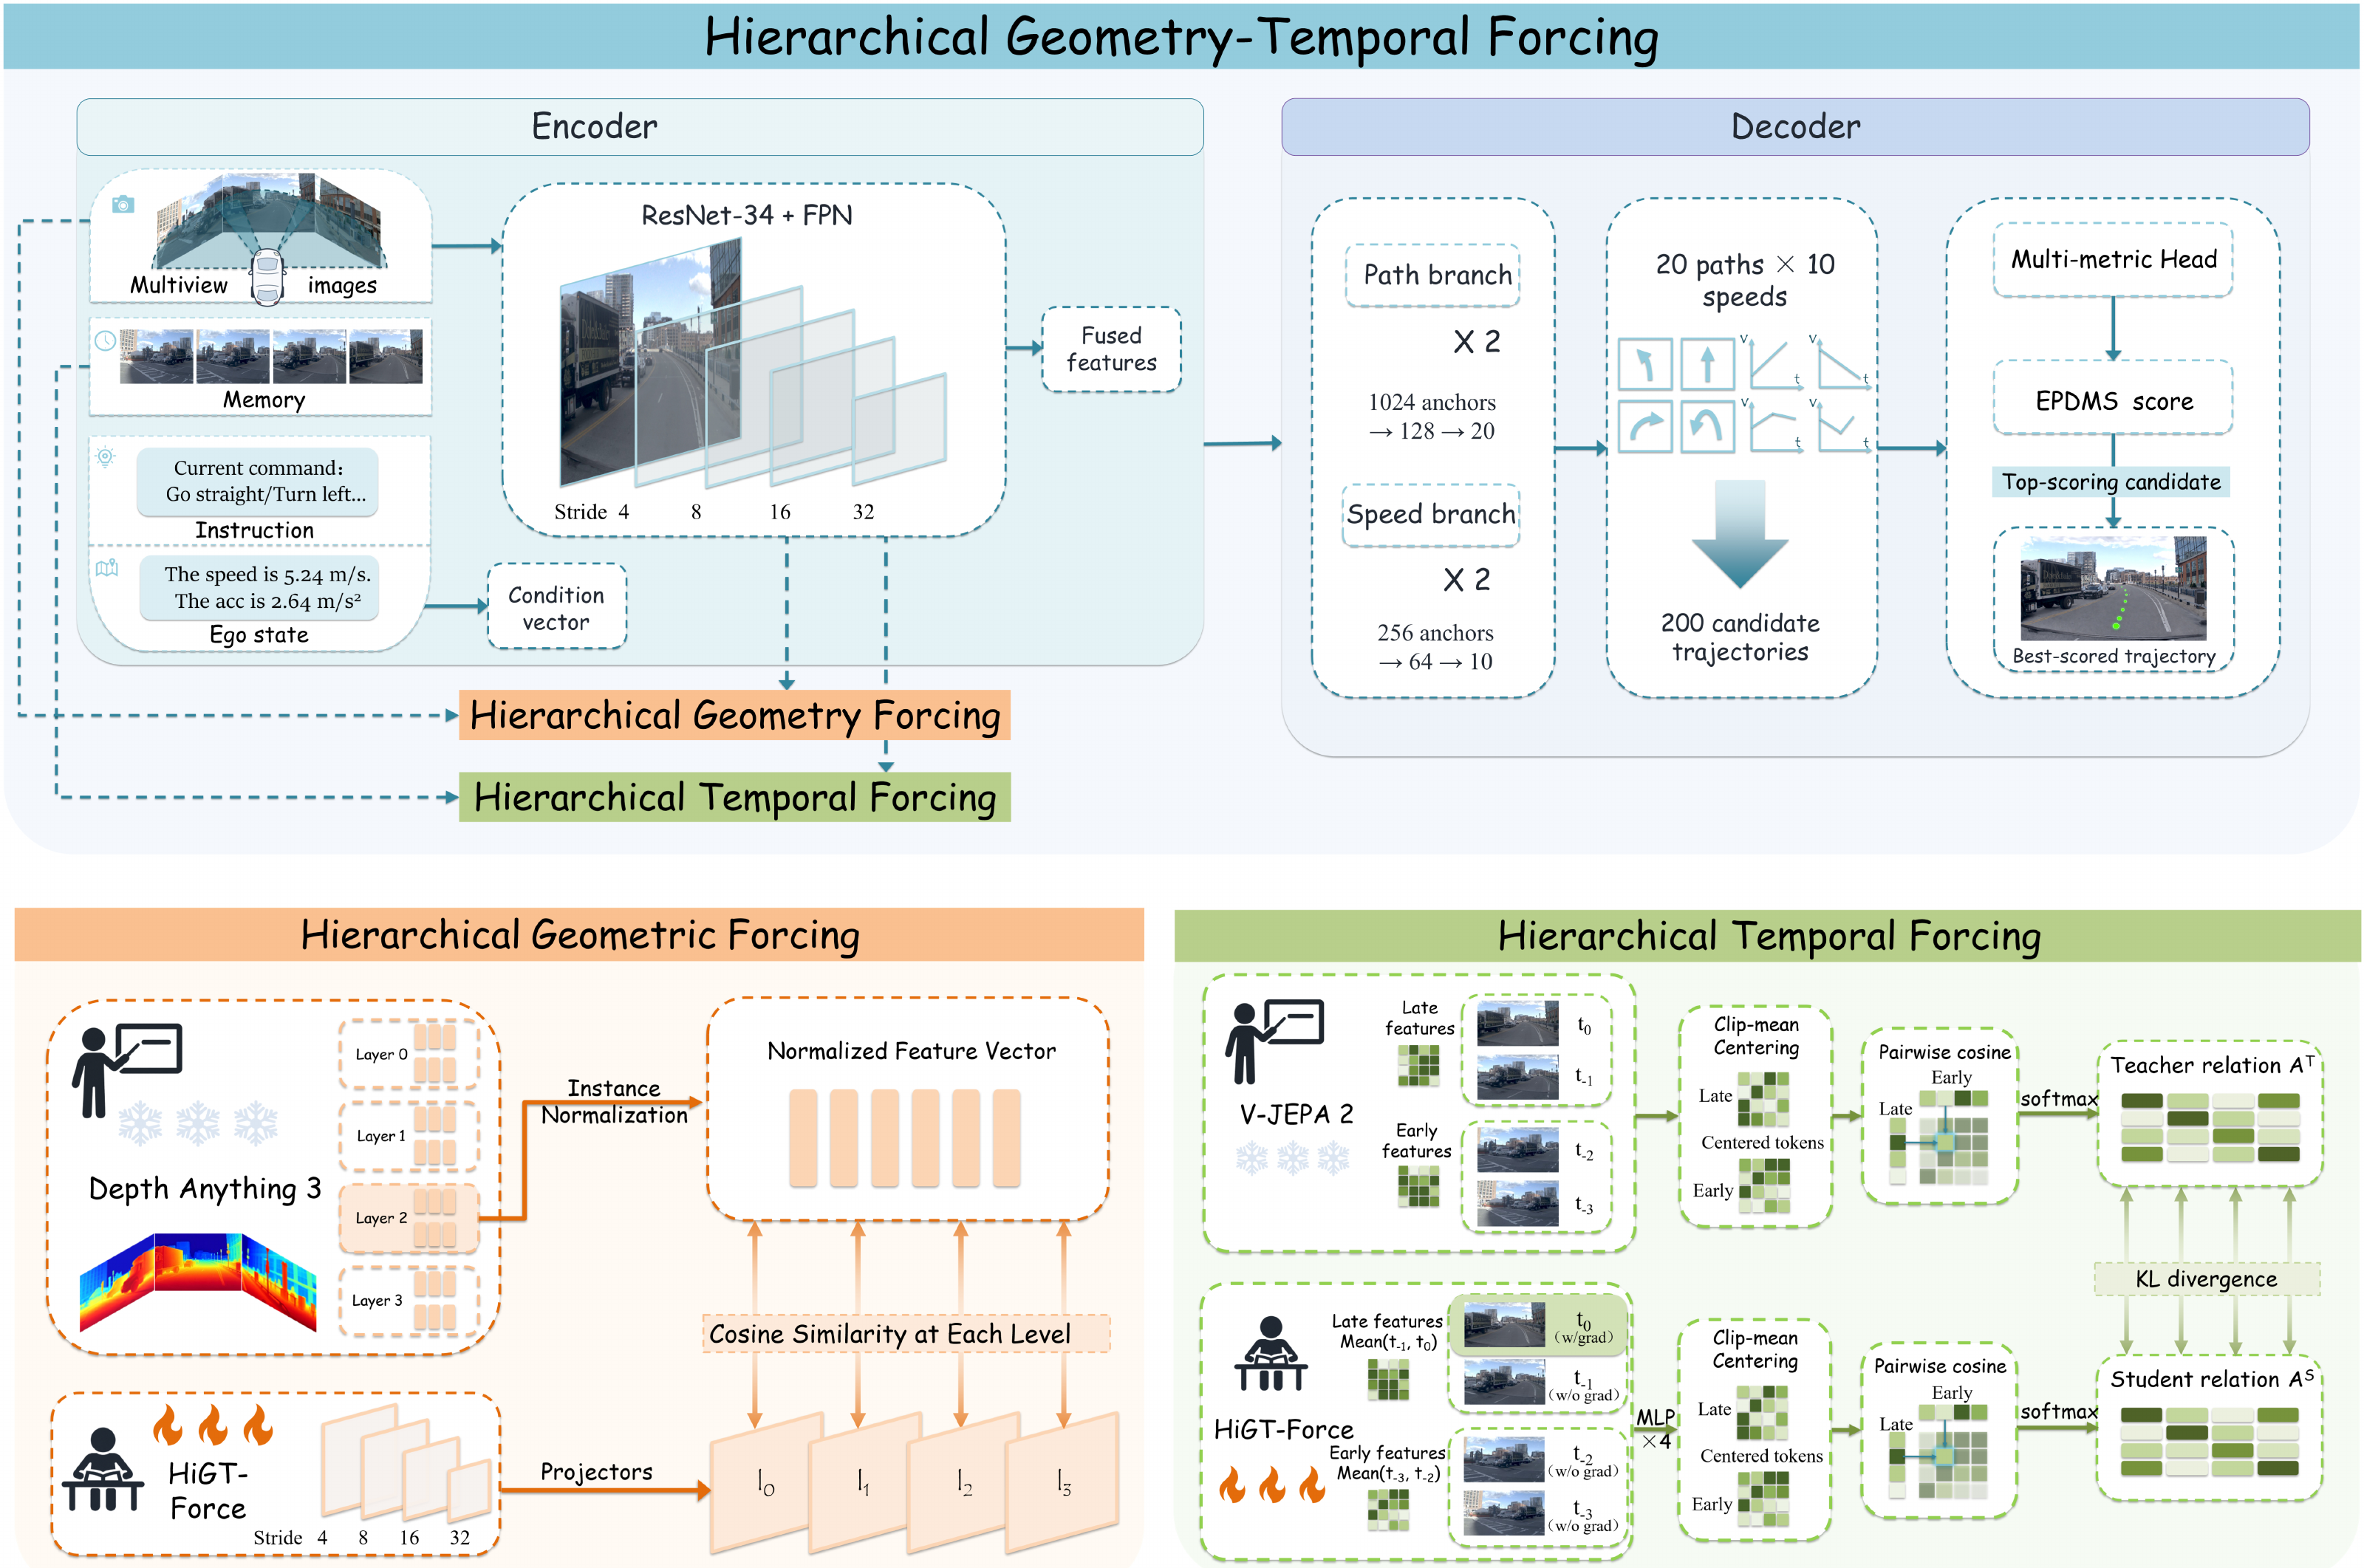 Hierarchical Geometry-Temporal Forcing
Encoder
Multiview images
Memory
Current command:
Go straight/Turn left...
Instruction
The speed is 5.24 m/s.
The acc is 2.64 m/s²
Ego state
ResNet-34 + FPN
Stride 4 8 16 32
Fused
features
Condition
vector
Hierarchical Geometry Forcing
Hierarchical Temporal Forcing
Decoder
Path branch
X 2
1024 anchors
→ 128 → 20
Speed branch
X 2
256 anchors
→ 64 → 10
20 paths × 10
speeds
v t v t
v t v t
200 candidate
trajectories
Multi-metric Head
EPDMS score
Top-scoring candidate
Best-scored trajectory
Hierarchical Geometric Forcing
Depth Anything 3
Layer 0
Layer 1
Layer 2
Layer 3
Instance
Normalization
Normalized Feature Vector
Cosine Similarity at Each Level
HiGT-
Force
Stride 4 8 16 32
Projectors
l₀ l₁ l₂ l₃
Hierarchical Temporal Forcing
V-JEPA 2
Late
features
t₀
t₋₁
Early
features
t₋₂
t₋₃
Clip-mean
Centering
Late
Centered tokens
Early
Pairwise cosine
Early
Late
softmax
Teacher relation Aᵀ
KL divergence
HiGT-Force
Late features
Mean(t₋₁, t₀)
t₀
(w/grad)
t₋₁
(w/o grad)
Early features
Mean(t₋₃, t₋₂)
t₋₂
(w/o grad)
t₋₃
(w/o grad)
MLP
×4
Clip-mean
Centering
Late
Centered tokens
Early
Pairwise cosine
Early
Late
softmax
Student relation Aˢ